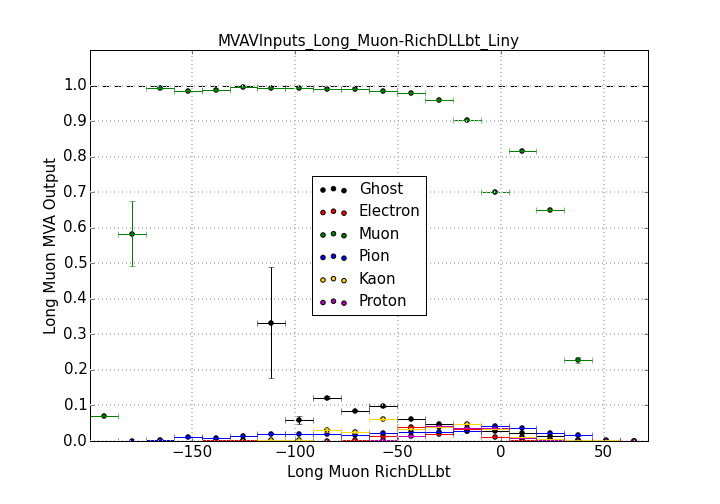 MVAVInputs_Long_Muon-RichDLLbt_Liny
Long Muon MVA Output
1.0
0.9
0.8
0.7
0.6
0.5
0.4
0.3
0.2
0.1
0.0
Ghost
Electron
Muon
Pion
Kaon
Proton
−150
−100
−50
0
50
Long Muon RichDLLbt